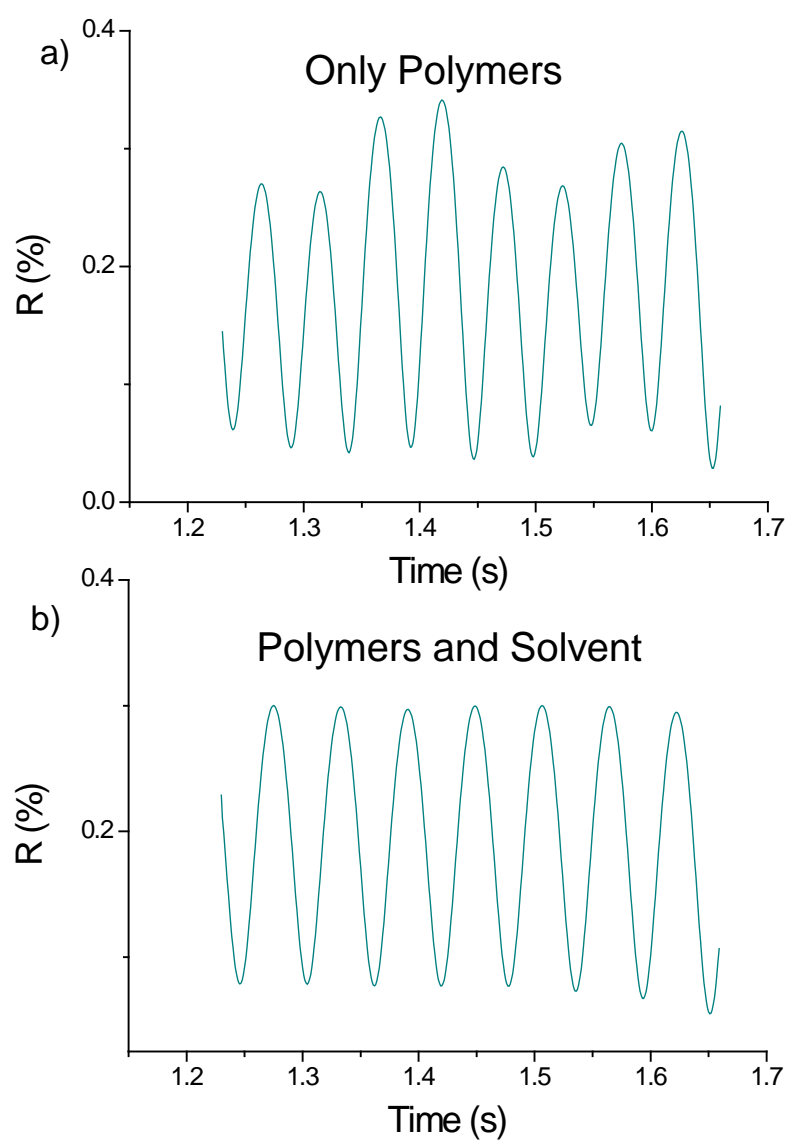 a)
Only Polymers
0.4
0.2
0.0
R (%)
1.2 1.3 1.4 1.5 1.6 1.7
Time (s)
b)
Polymers and Solvent
0.4
0.2
R (%)
1.2 1.3 1.4 1.5 1.6 1.7
Time (s)